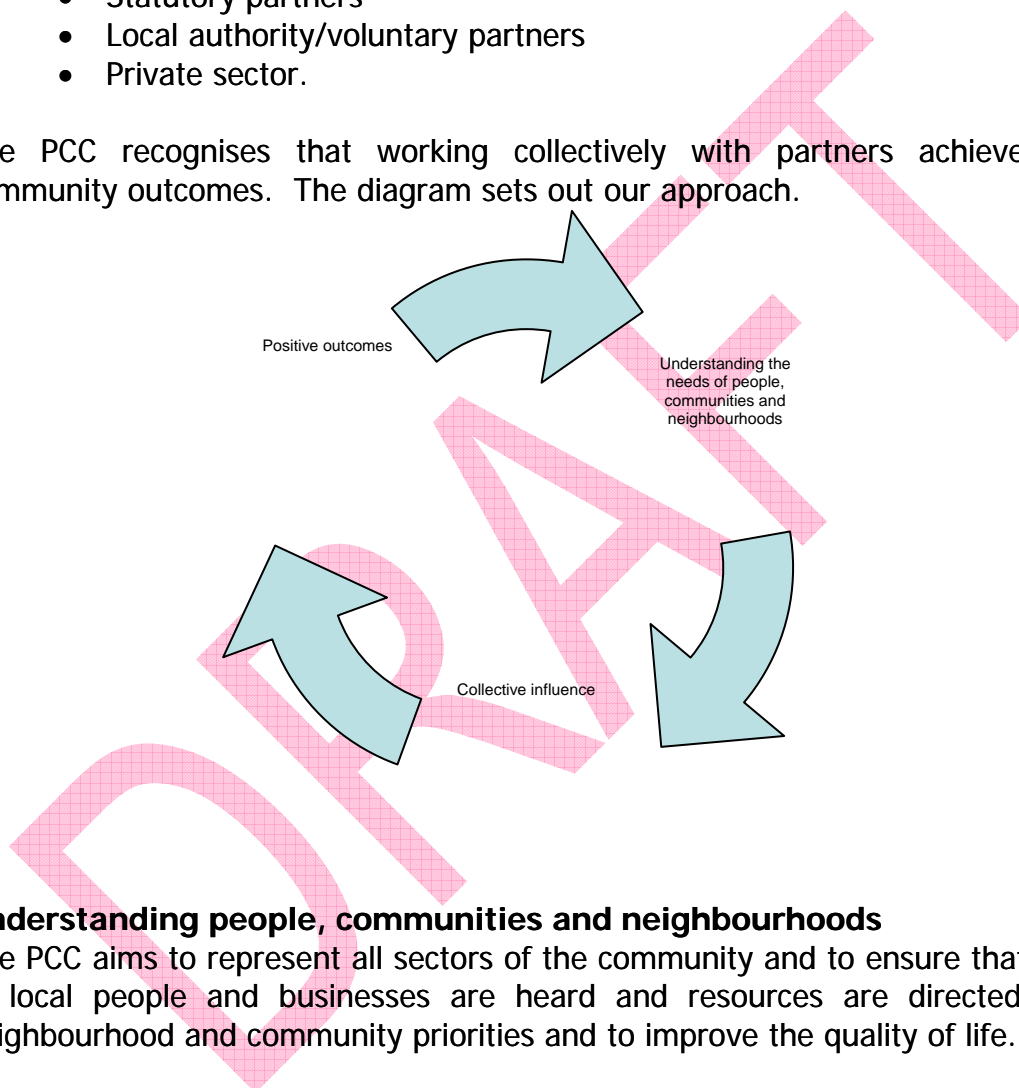 • Statutory partners
• Local authority/voluntary partners
• Private sector.
e PCC recognises that working collectively with partners achieve
mmunity outcomes. The diagram sets out our approach.
Positive outcomes
Understanding the
needs of people,
communities and
neighbourhoods
Collective influence
DRAFT
nderstanding people, communities and neighbourhoods
e PCC aims to represent all sectors of the community and to ensure that
local people and businesses are heard and resources are directed
ighbourhood and community priorities and to improve the quality of life.